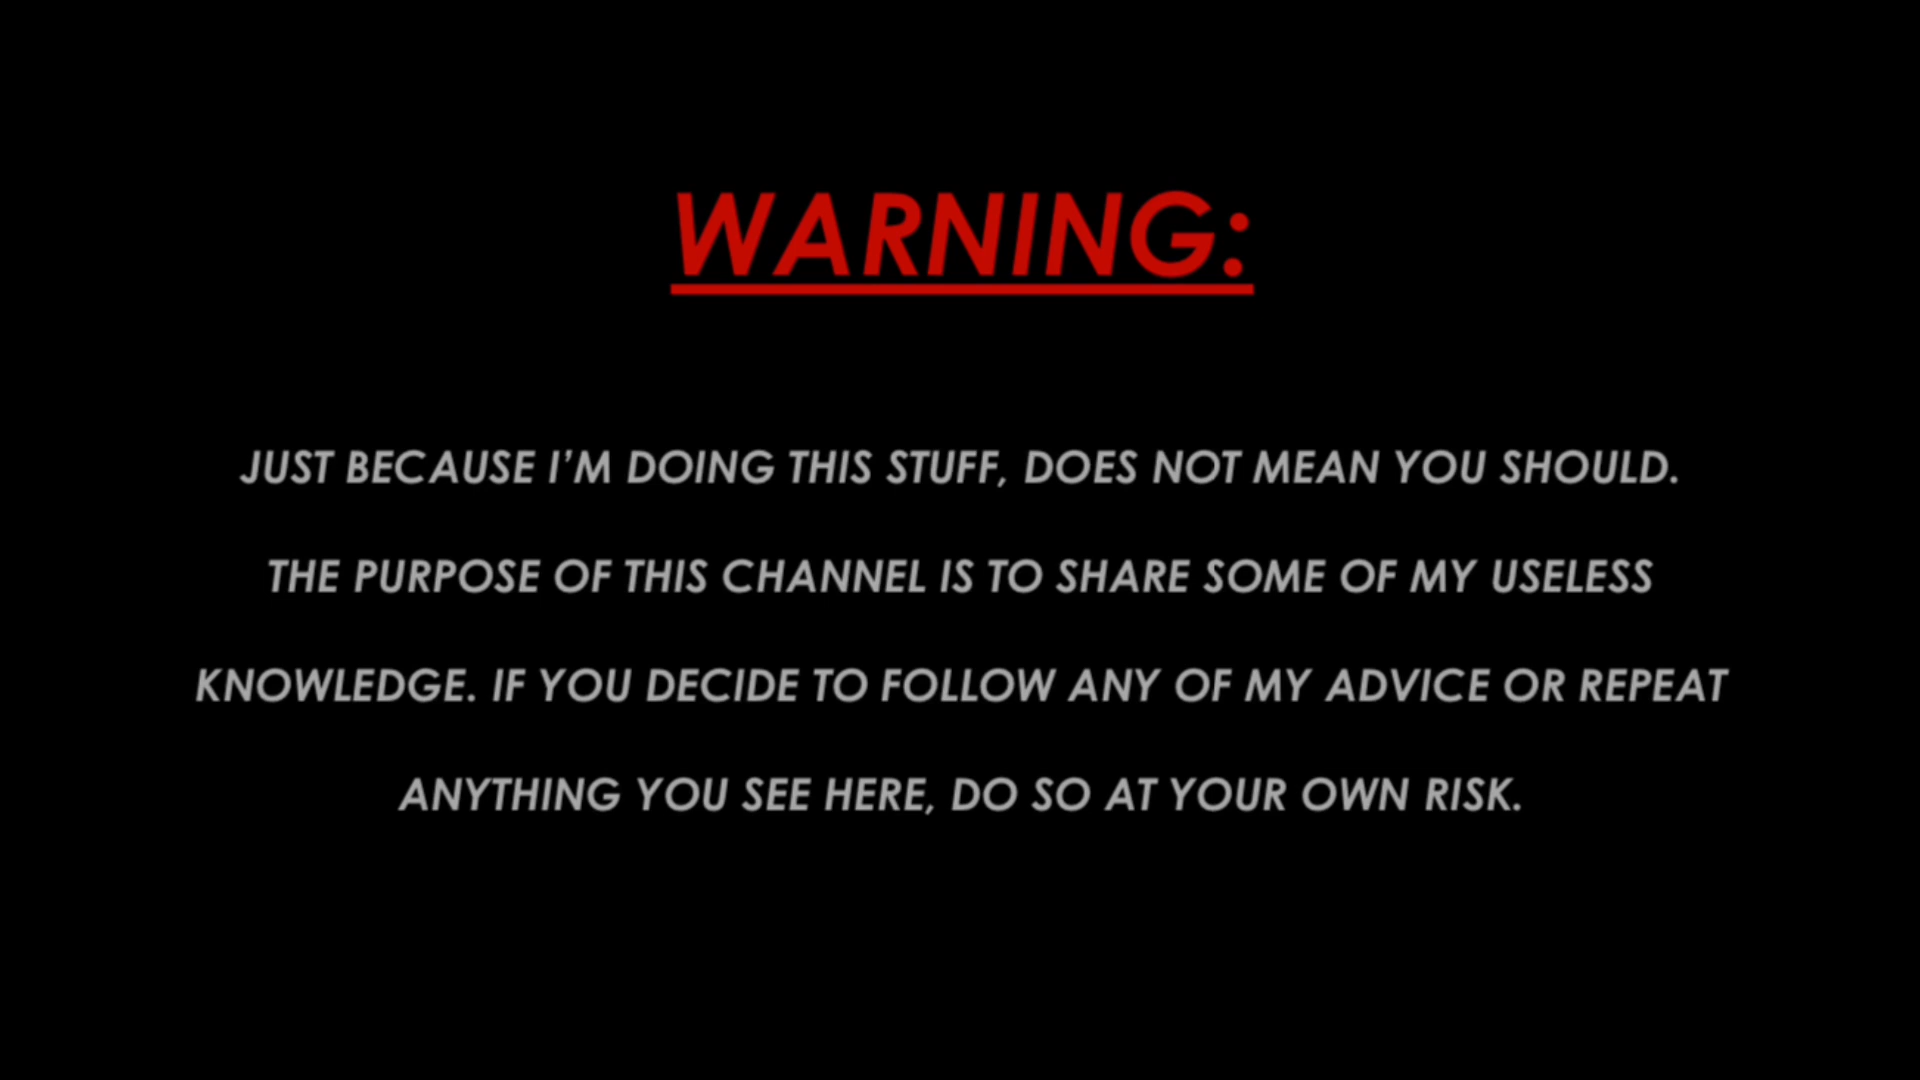 WARNING:
JUST BECAUSE I’M DOING THIS STUFF, DOES NOT MEAN YOU SHOULD.
THE PURPOSE OF THIS CHANNEL IS TO SHARE SOME OF MY USELESS
KNOWLEDGE. IF YOU DECIDE TO FOLLOW ANY OF MY ADVICE OR REPEAT
ANYTHING YOU SEE HERE, DO SO AT YOUR OWN RISK.